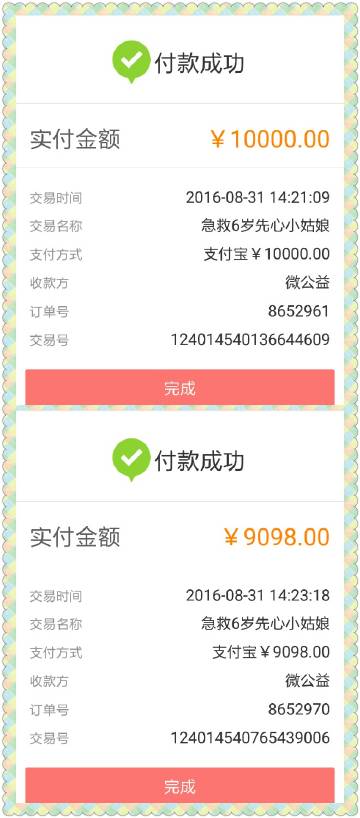 付款成功
实付金额 ¥10000.00
交易时间 2016-08-31 14:21:09
交易名称 急救6岁先心小姑娘
支付方式 支付宝¥10000.00
收款方 微公益
订单号 8652961
交易号 124014540136644609
完成
付款成功
实付金额 ¥9098.00
交易时间 2016-08-31 14:23:18
交易名称 急救6岁先心小姑娘
支付方式 支付宝¥9098.00
收款方 微公益
订单号 8652970
交易号 124014540765439006
完成